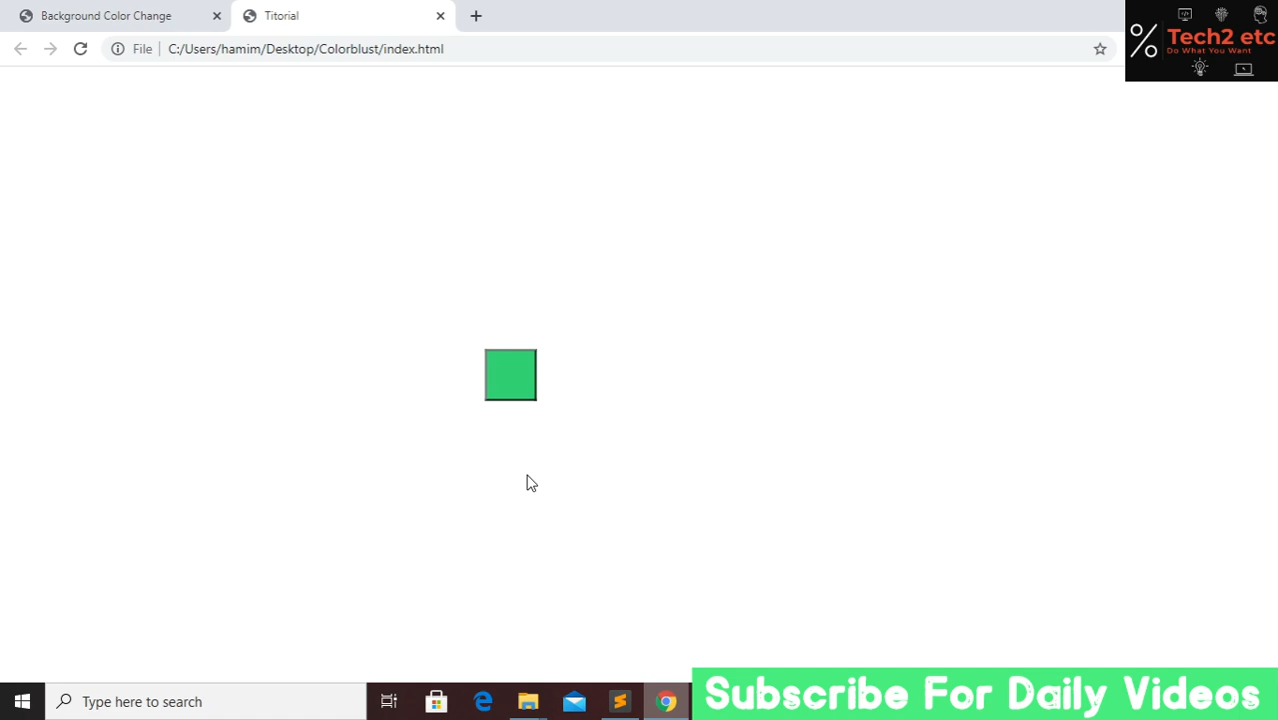 Background Color Change
Titorial
File
C:/Users/hamim/Desktop/Colorblust/index.html
% Tech2 etc
Do What You Want
Type here to search
Subscribe For Daily Videos